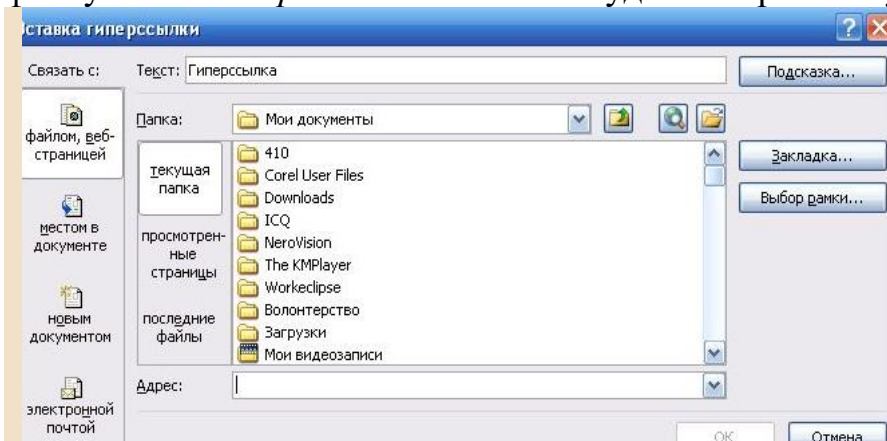 Вставка гиперссылки
Связать с:
Текст: Гиперссылка
Подсказка...
файлом, веб-
страницей
Папка:
Мои документы
текущая
папка
просмотрен-
ные
страницы
последние
файлы
410
Corel User Files
Downloads
ICQ
NeroVision
The KMPlayer
Workeclipse
Волонтерство
Загрузки
Мои видеозаписи
Закладка...
Выбор рамки...
местом в
документе
новым
документом
электронной
почтой
Адрес:
ОК
Отмена